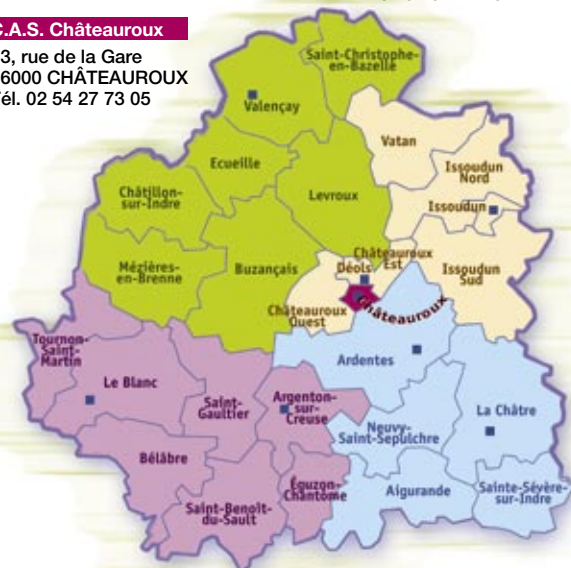 C.A.S. Châteauroux
3, rue de la Gare
6000 CHÂTEAUROUX
Tél. 02 54 27 73 05
Saint-Christophe-
en-Bazelle
Valençay
Vatan
Ecueille
Issoudun
Nord
Châtillon-
sur-Indre
Levroux
Issoudun
Mézières-
en-Brenne
Buzançais
Déols
Châteauroux
Est
Issoudun
Sud
Châteauroux
Ouest
Châteauroux
Tournon-
Saint-
Martin
Ardentes
Le Blanc
Saint-
Gaultier
Argenton-
sur-
Creuse
La Châtre
Neuvy-
Saint-Sepulchre
Bélâbre
Éguzon-
Chantôme
Aigurande
Sainte-Sévère-
sur-Indre
Saint-Benoît-
du-Sault